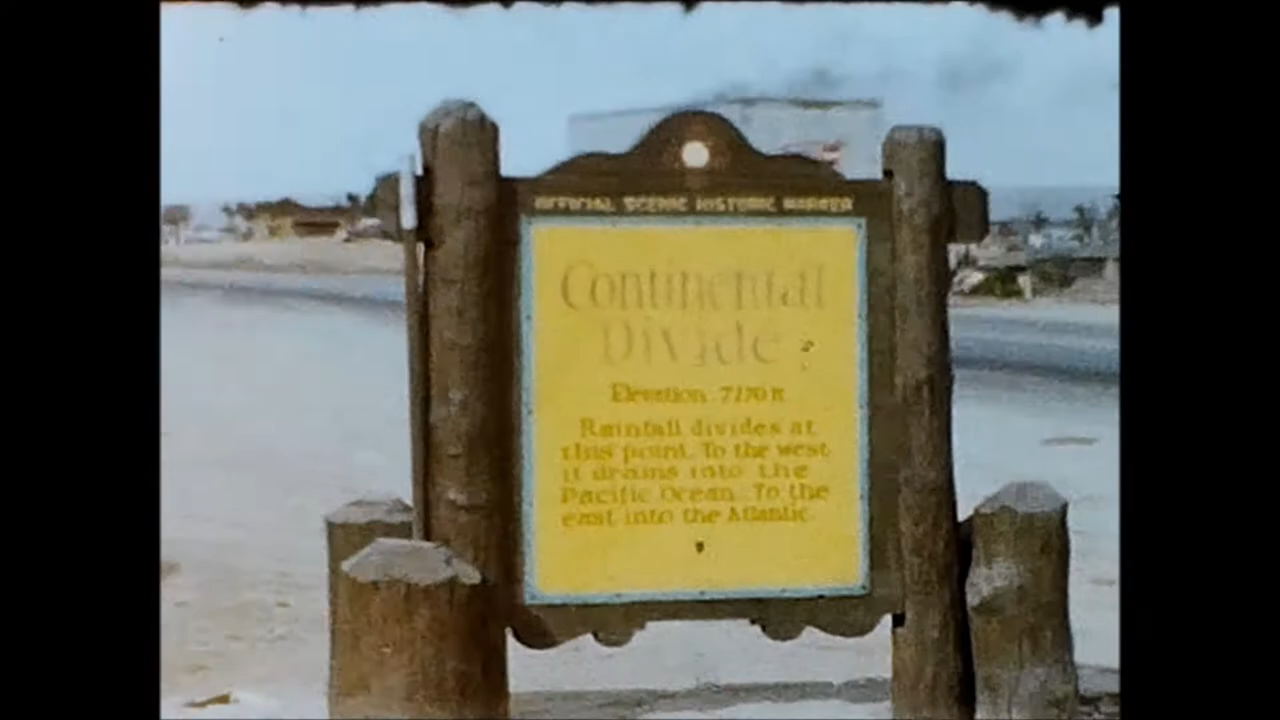 OFFICIAL SCENIC HISTORIC MARKER
Continental
Divide
Elevation 7270 ft
Rainfall divides at
this point. To the west
it drains into the
Pacific Ocean. To the
east into the Atlantic.